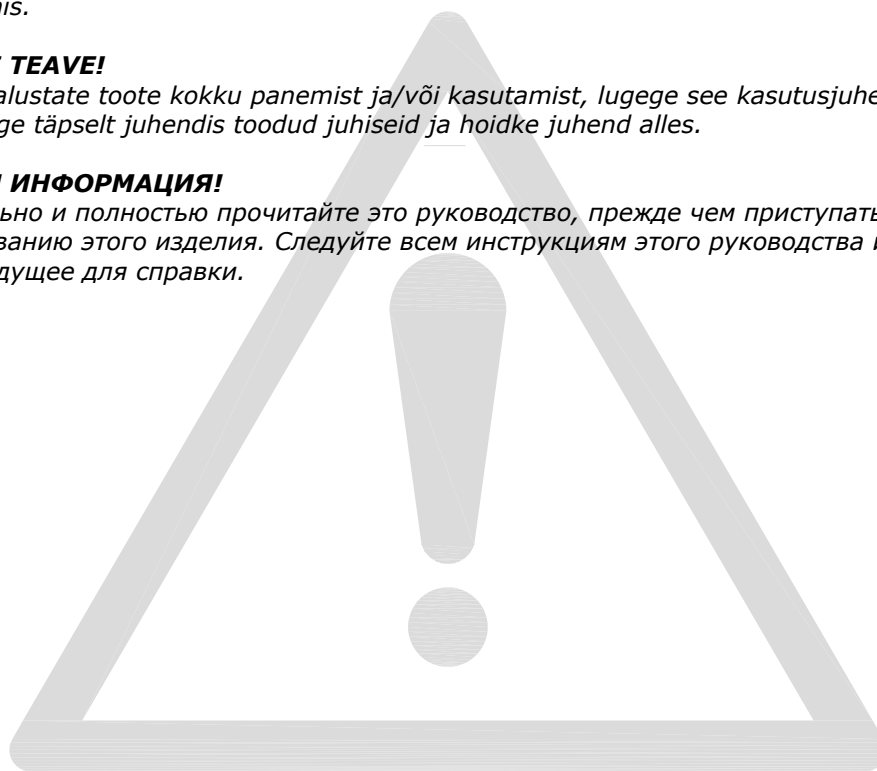 is.
TEAVE!
alustate toote kokku panemist ja/või kasutamist, lugege see kasutusjuhe
ge täpselt juhendis toodud juhiseid ja hoidke juhend alles.
ИНФОРМАЦИЯ!
ьно и полностью прочитайте это руководство, прежде чем приступать
ванию этого изделия. Следуйте всем инструкциям этого руководства и
дущее для справки.